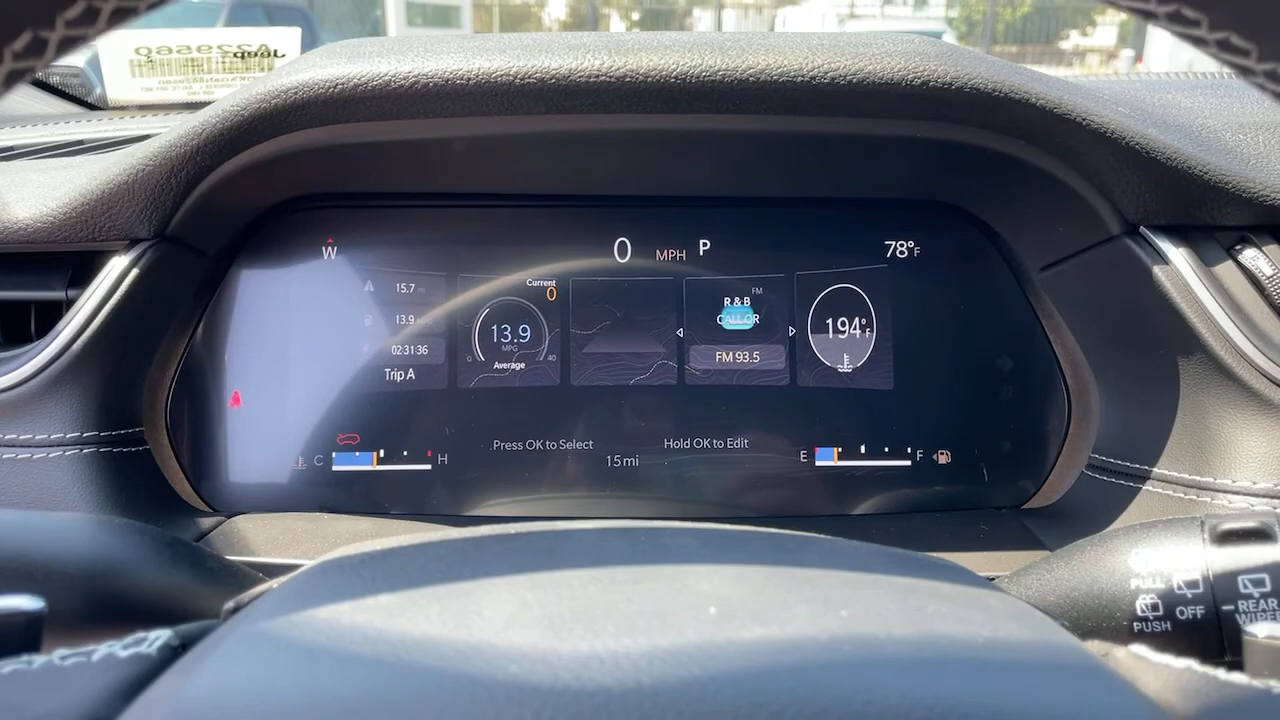 Jeep
W
0 MPH P
78°F
15.7 mi
13.9
02:31:36
Trip A
Current
0
13.9
MPG
0 40
Average
FM
R & B
FM 93.5
194°F
C H
Press OK to Select
Hold OK to Edit
15 mi
E F
PULL
PUSH
OFF
REAR